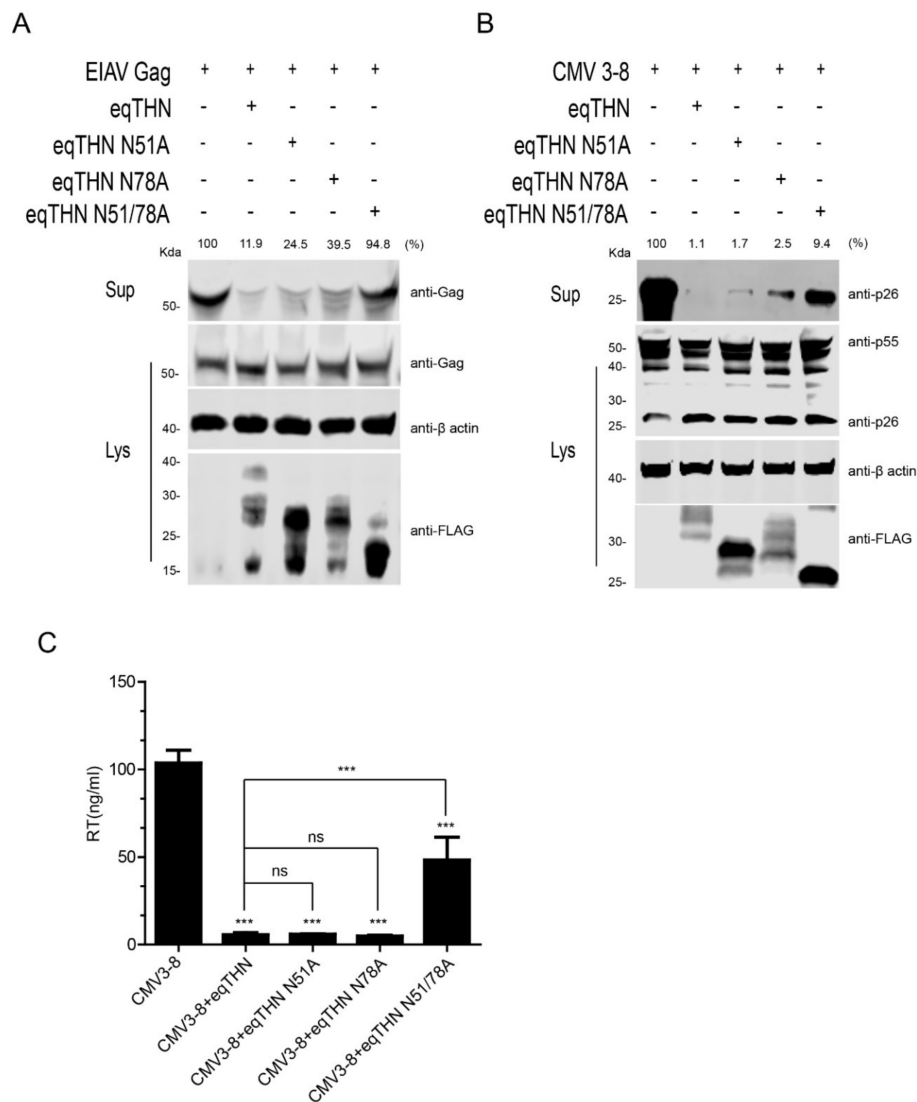 A
EIAV Gag + + + + +
eqTHN - + - - -
eqTHN N51A - - + - -
eqTHN N78A - - - + -
eqTHN N51/78A - - - - +
Kda 100 11.9 24.5 39.5 94.8 (%)
Sup 50- anti-Gag
50- anti-Gag
Lys
40- anti-β actin
40-
30-
25- anti-FLAG
15-
B
CMV 3-8 + + + + +
eqTHN - + - - -
eqTHN N51A - - + - -
eqTHN N78A - - - + -
eqTHN N51/78A - - - - +
Kda 100 1.1 1.7 2.5 9.4 (%)
Sup 25- anti-p26
50- anti-p55
40-
30-
25- anti-p26
Lys
40- anti-β actin
30- anti-FLAG
25-
C
RT(ng/ml)
150
100
50
0
***
***
ns
ns
*** *** ***
CMV3-8
CMV3-8+eqTHN
CMV3-8+eqTHN N51A
CMV3-8+eqTHN N78A
CMV3-8+eqTHN N51/78A